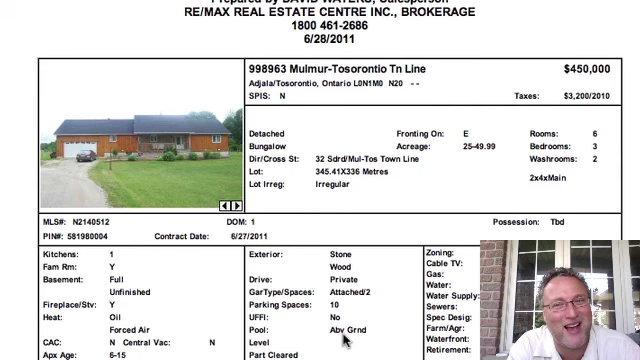 Prepared by DAVID WATERS, Salesperson
RE/MAX REAL ESTATE CENTRE INC., BROKERAGE
1800 461-2686
6/28/2011
998963 Mulmur-Tosorontio Tn Line $450,000
Adjala/Tosorontio, Ontario L0N1M0 N20 - -
SPIS: N Taxes: $3,200/2010
Detached Fronting On: E Rooms: 6
Bungalow Acreage: 25-49.99 Bedrooms: 3
Dir/Cross St: 32 Sdrd/Mul-Tos Town Line Washrooms: 2
Lot: 345.41X336 Metres 2x4xMain
Lot Irreg: Irregular
MLS#: N2140512 DOM: 1 Possession: Tbd
PIN#: 581980004 Contract Date: 6/27/2011
Kitchens: 1 Exterior: Stone Zoning:
Fam Rm: Y Wood Cable TV:
Basement: Full Drive: Private Gas:
Unfinished GarType/Spaces: Attached/2 Water:
Fireplace/Stv: Y Parking Spaces: 10 Water Supply:
Heat: Oil UFFI: No Sewers:
Forced Air Pool: Abv Grnd Spec Desig:
CAC: N Central Vac: N Level Farm/Agr:
Apx Age: 6-15 Part Cleared Waterfront:
Retirement: